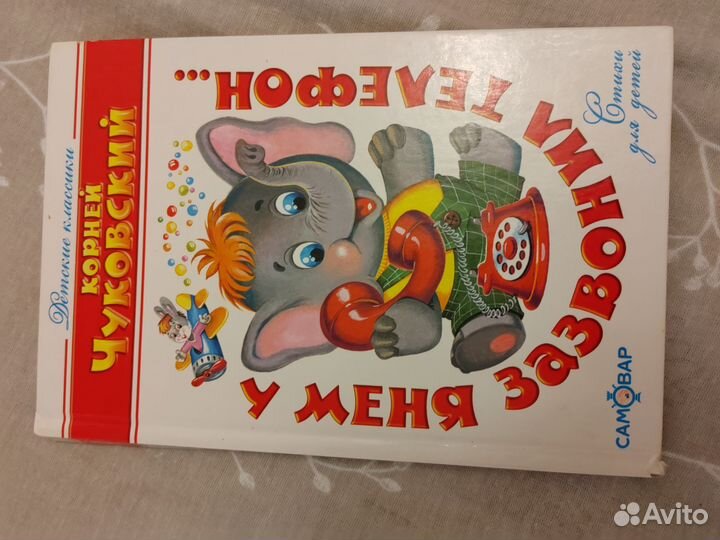 Детские классики
КОРНЕЙ
ЧУКОВСКИЙ
У МЕНЯ ЗАЗВОНИЛ ТЕЛЕФОН...
Стихи
для детей
САМОВАР
Avito